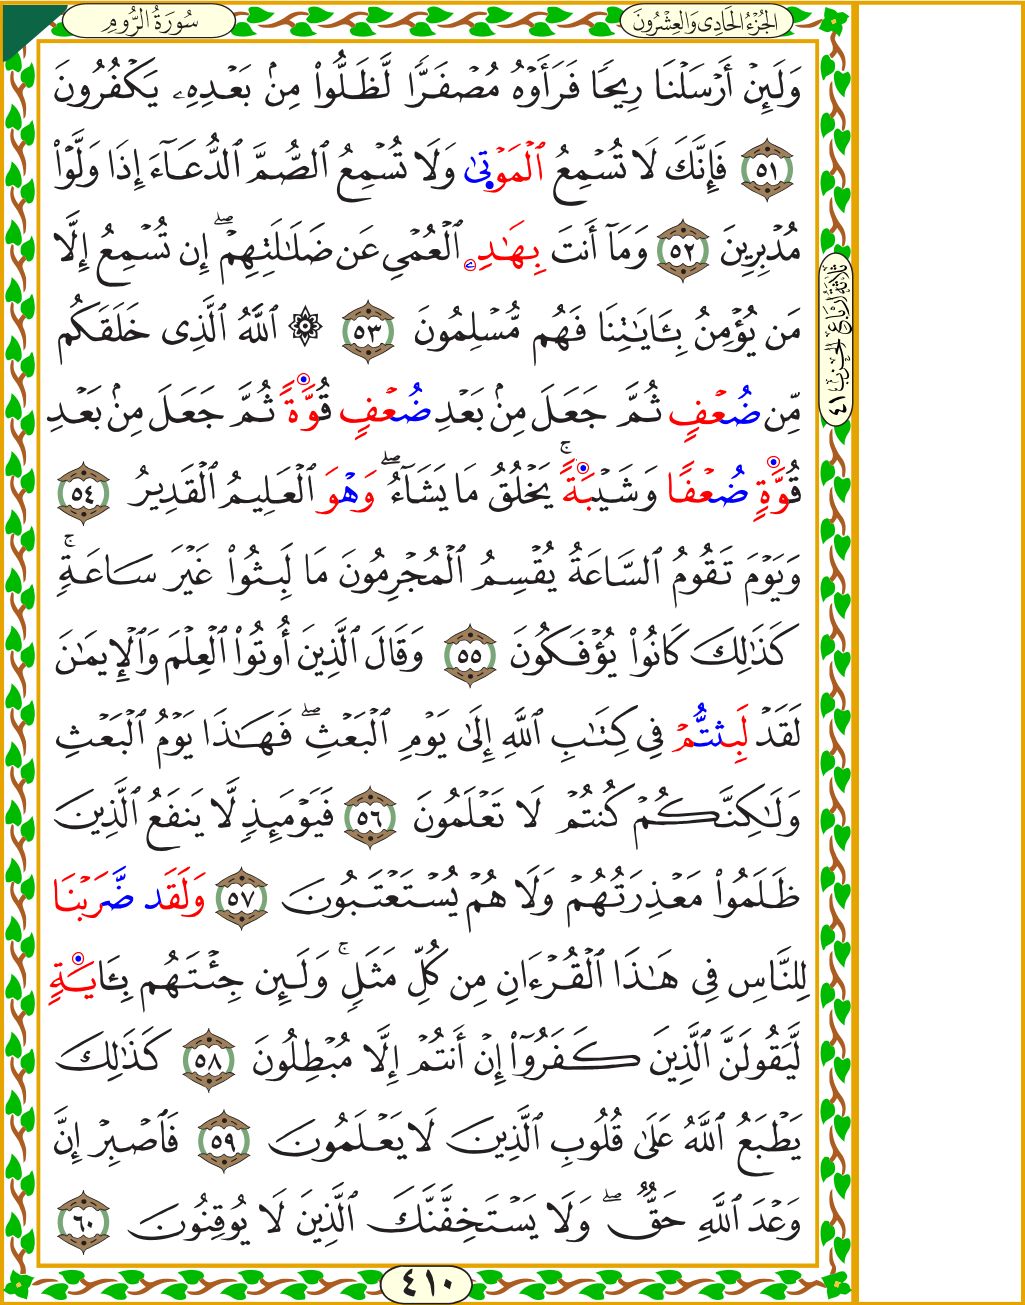 سُورَةُ الرُّومِ
الجُزْءُ الحَادِى وَالعِشْرُونَ
وَلَئِنْ أَرْسَلْنَا رِيحًا فَرَأَوْهُ مُصْفَرًّا لَّظَلُّوا۟ مِنۢ بَعْدِهِۦ يَكْفُرُونَ
٥١ فَإِنَّكَ لَا تُسْمِعُ ٱلْمَوْتَىٰ وَلَا تُسْمِعُ ٱلصُّمَّ ٱلدُّعَآءَ إِذَا وَلَّوْا۟
مُدْبِرِينَ ٥٢ وَمَآ أَنتَ بِهَٰدِۦ ٱلْعُمْىِ عَن ضَلَٰلَتِهِمْ ۖ إِن تُسْمِعُ إِلَّا
مَن يُؤْمِنُ بِـَٔايَٰتِنَا فَهُم مُّسْلِمُونَ ٥٣ ۞ ٱللَّهُ ٱلَّذِى خَلَقَكُم
مِّن ضُعْفٍ ثُمَّ جَعَلَ مِنۢ بَعْدِ ضُعْفٍ قُوَّةً ثُمَّ جَعَلَ مِنۢ بَعْدِ
قُوَّةٍ ضُعْفًا وَشَيْبَةً ۚ يَخْلُقُ مَا يَشَآءُ ۖ وَهْوَ ٱلْعَلِيمُ ٱلْقَدِيرُ ٥٤
وَيَوْمَ تَقُومُ ٱلسَّاعَةُ يُقْسِمُ ٱلْمُجْرِمُونَ مَا لَبِثُوا۟ غَيْرَ سَاعَةٍ ۚ
كَذَٰلِكَ كَانُوا۟ يُؤْفَكُونَ ٥٥ وَقَالَ ٱلَّذِينَ أُوتُوا۟ ٱلْعِلْمَ وَٱلْإِيمَٰنَ
لَقَدْ لَبِثتُّمْ فِى كِتَٰبِ ٱللَّهِ إِلَىٰ يَوْمِ ٱلْبَعْثِ ۖ فَهَٰذَا يَوْمُ ٱلْبَعْثِ
وَلَٰكِنَّكُمْ كُنتُمْ لَا تَعْلَمُونَ ٥٦ فَيَوْمَئِذٍ لَّا يَنفَعُ ٱلَّذِينَ
ظَلَمُوا۟ مَعْذِرَتُهُمْ وَلَا هُمْ يُسْتَعْتَبُونَ ٥٧ وَلَقَد ضَّرَبْنَا
لِلنَّاسِ فِى هَٰذَا ٱلْقُرْءَانِ مِن كُلِّ مَثَلٍ ۚ وَلَئِن جِئْتَهُم بِـَٔايَةٍ
لَّيَقُولَنَّ ٱلَّذِينَ كَفَرُوٓا۟ إِنْ أَنتُمْ إِلَّا مُبْطِلُونَ ٥٨ كَذَٰلِكَ
يَطْبَعُ ٱللَّهُ عَلَىٰ قُلُوبِ ٱلَّذِينَ لَا يَعْلَمُونَ ٥٩ فَٱصْبِرْ إِنَّ
وَعْدَ ٱللَّهِ حَقٌّ ۖ وَلَا يَسْتَخِفَّنَّكَ ٱلَّذِينَ لَا يُوقِنُونَ ٦٠
ثَلَاثَةُ أَرْبَاعِ الحِزْبِ ٤١
٤١٠